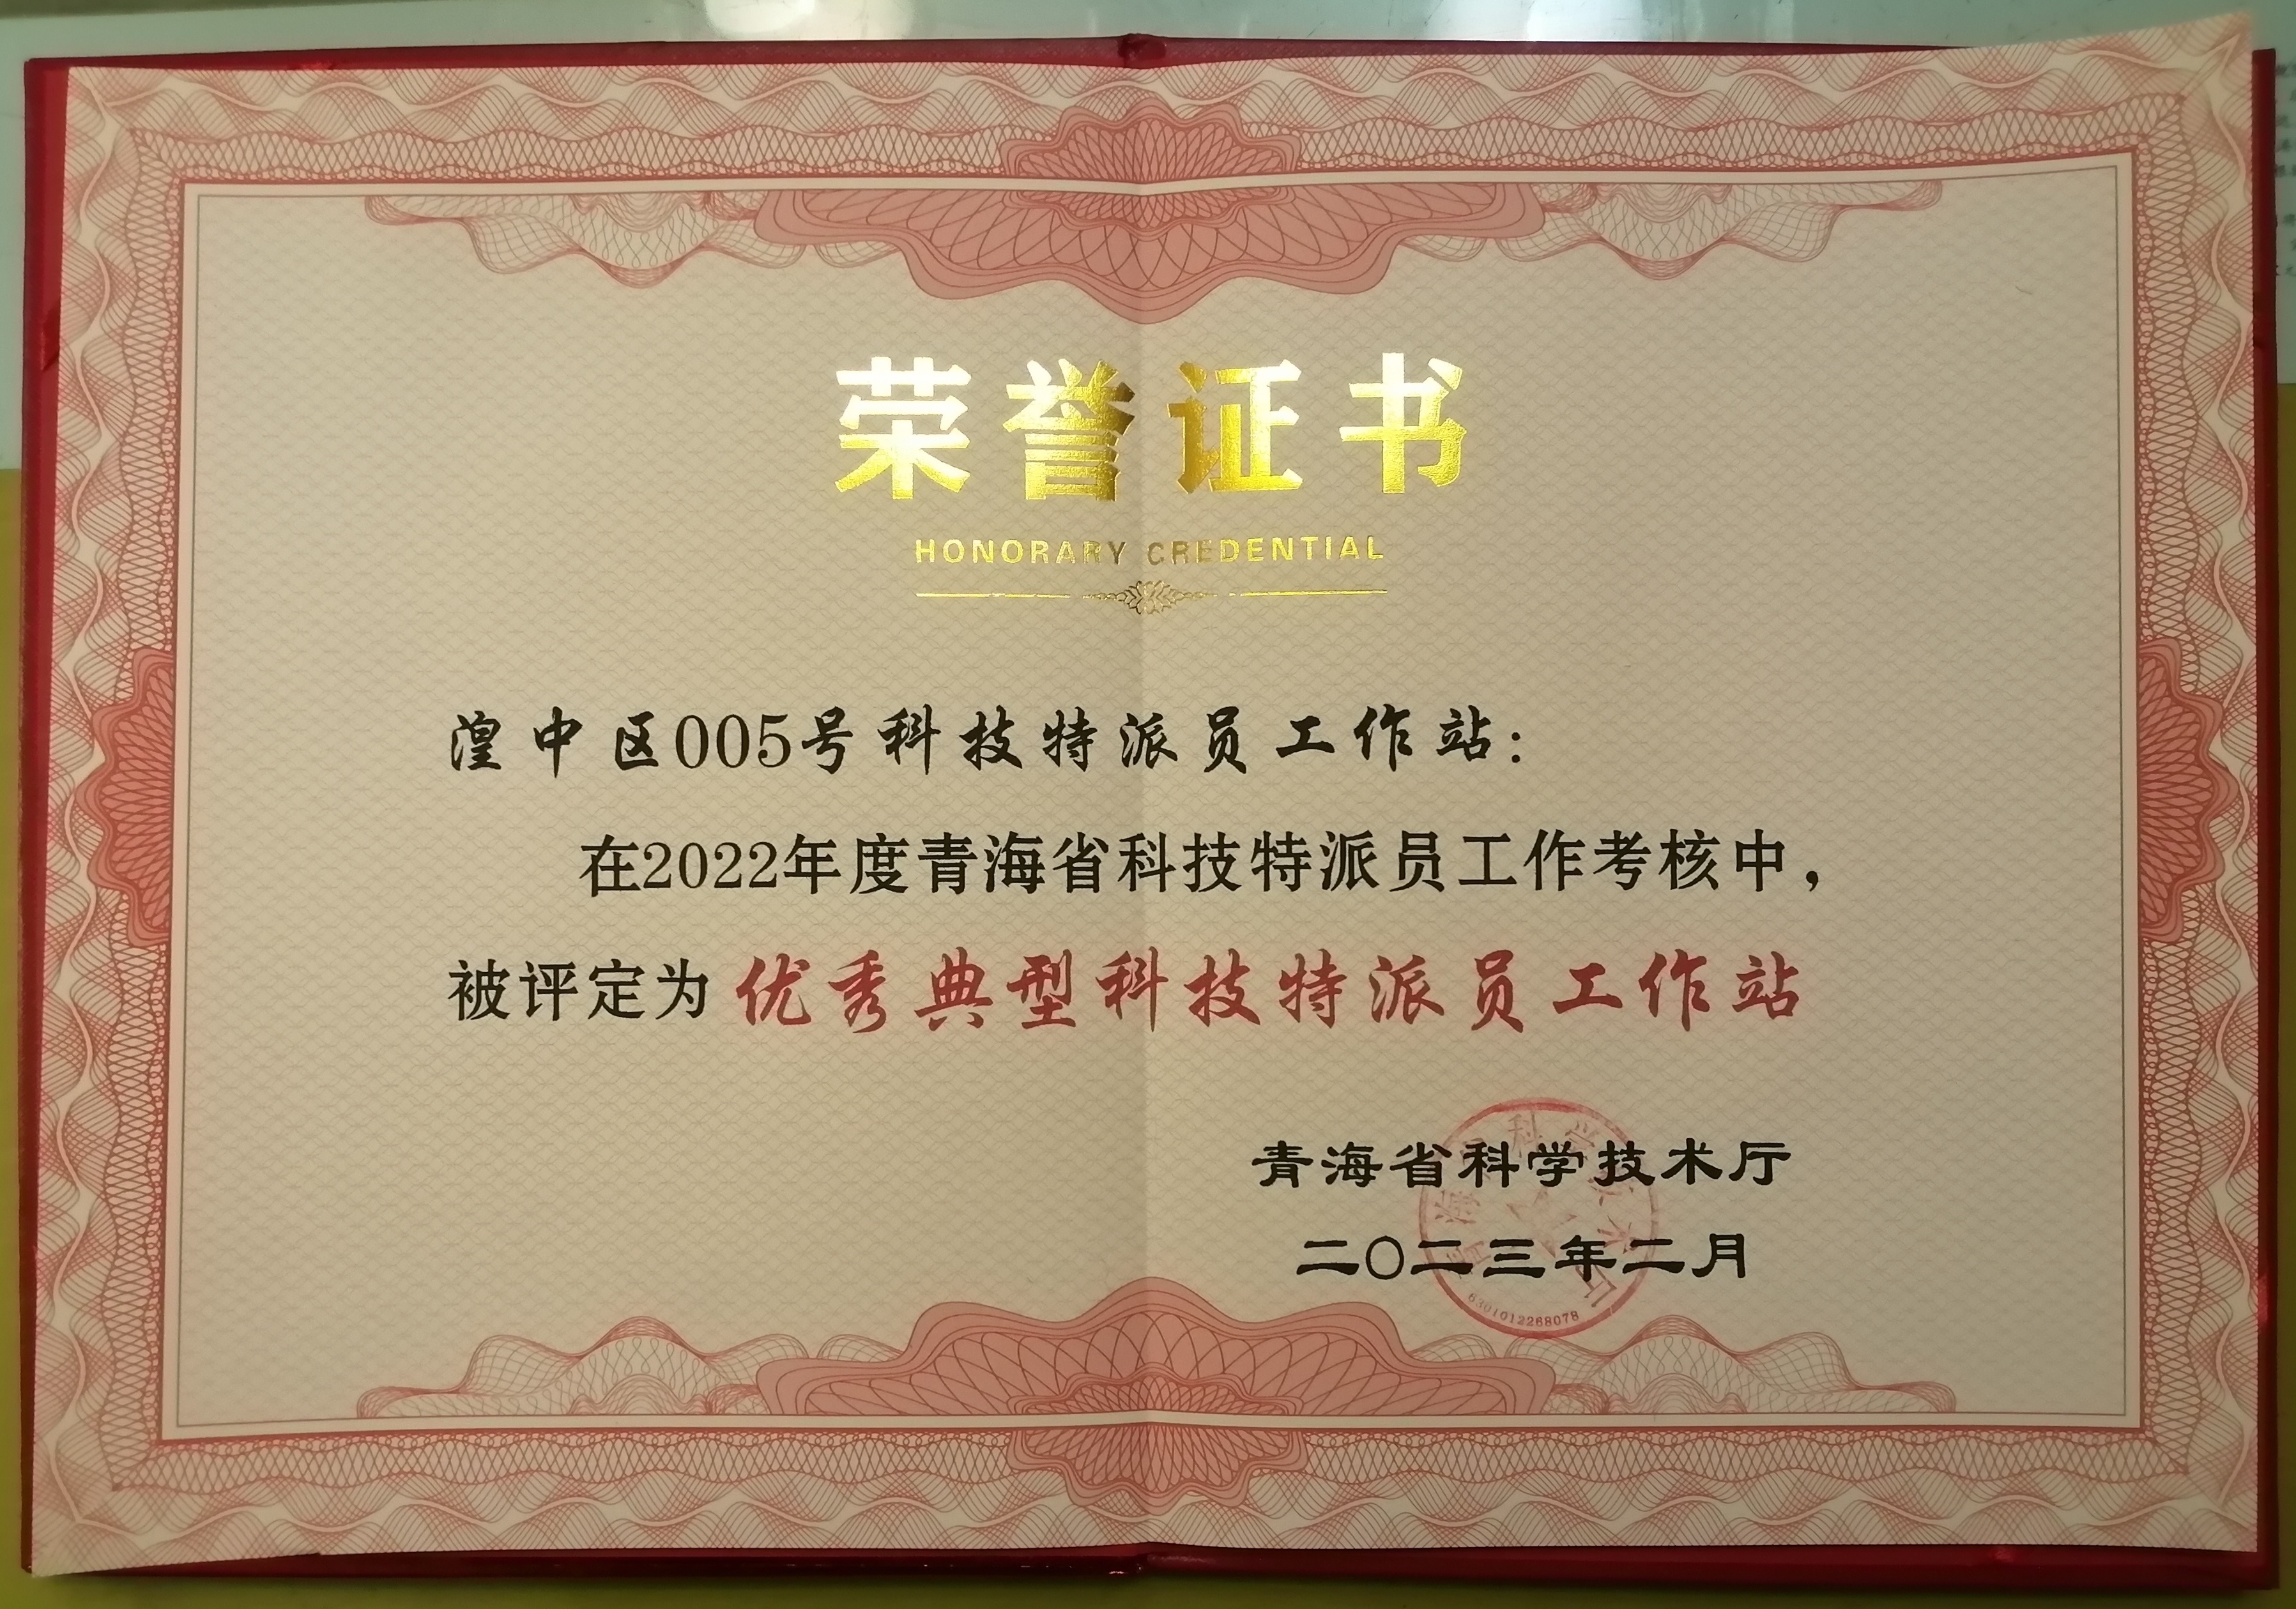 荣誉证书
HONORARY CREDENTIAL
湟中区005号科技特派员工作站：
在2022年度青海省科技特派员工作考核中，
被评定为优秀典型科技特派员工作站
青海省科学技术厅
二〇二三年二月
6301012268078